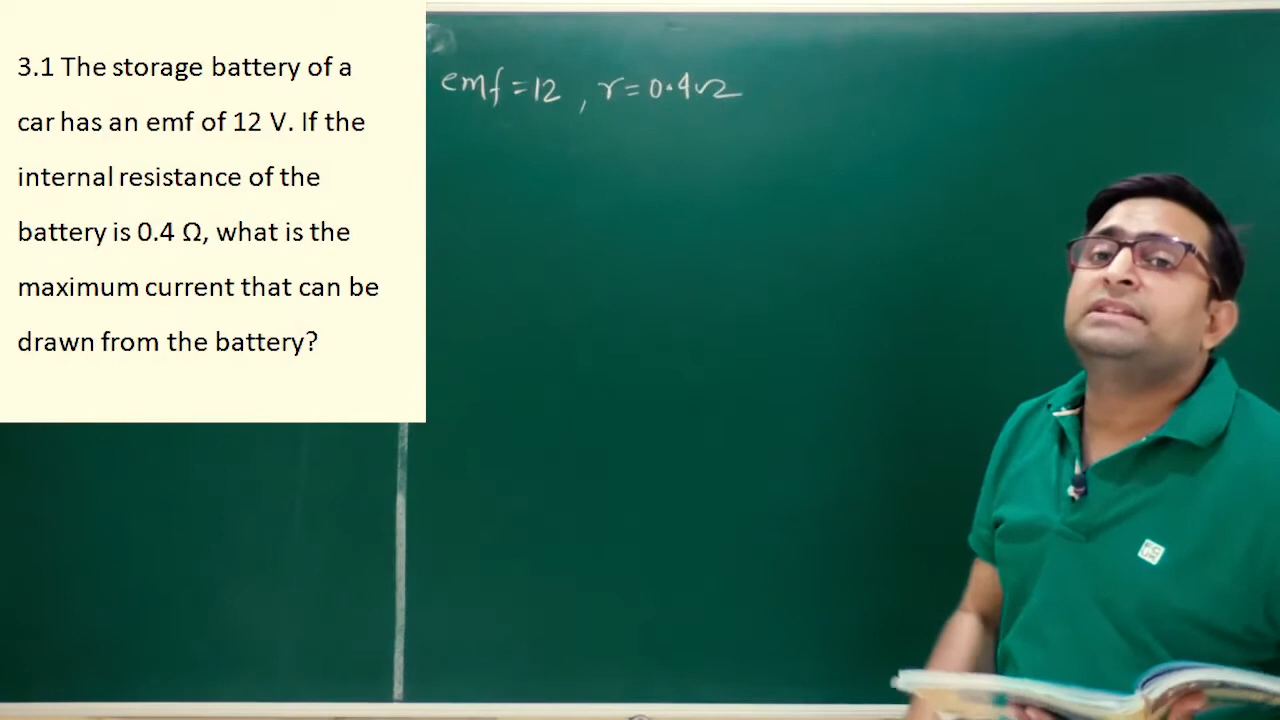 3.1 The storage battery of a
car has an emf of 12 V. If the
internal resistance of the
battery is 0.4 Ω, what is the
maximum current that can be
drawn from the battery?
emf = 12 , r = 0.4 Ω